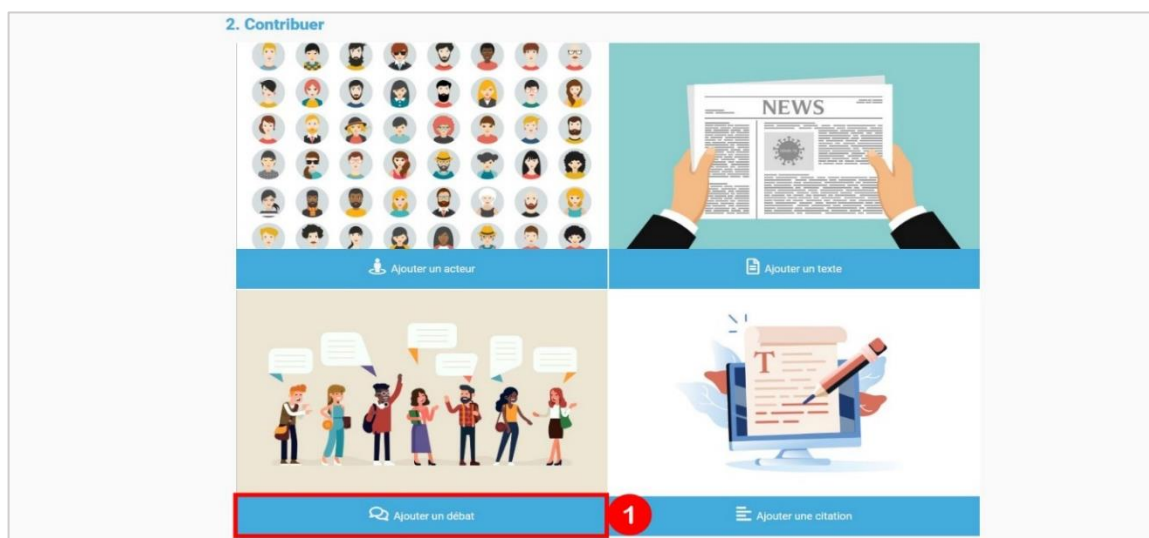 2. Contribuer
NEWS
Ajouter un acteur
Ajouter un texte
T
Ajouter un débat
1
Ajouter une citation